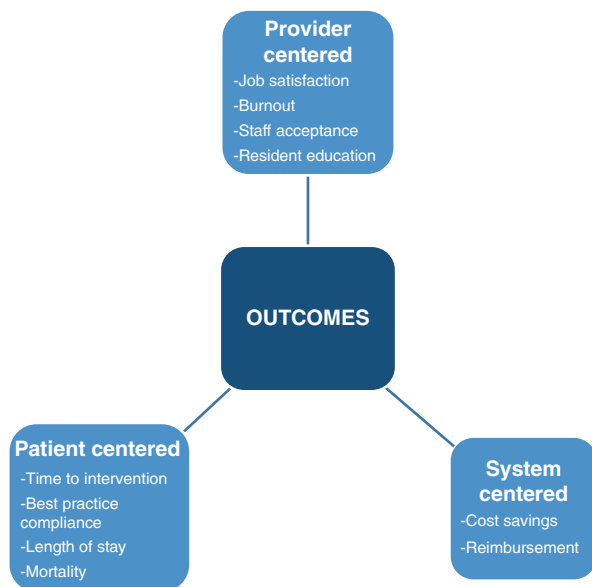 Provider
centered
-Job satisfaction
-Burnout
-Staff acceptance
-Resident education
OUTCOMES
Patient centered
-Time to intervention
-Best practice
compliance
-Length of stay
-Mortality
System
centered
-Cost savings
-Reimbursement